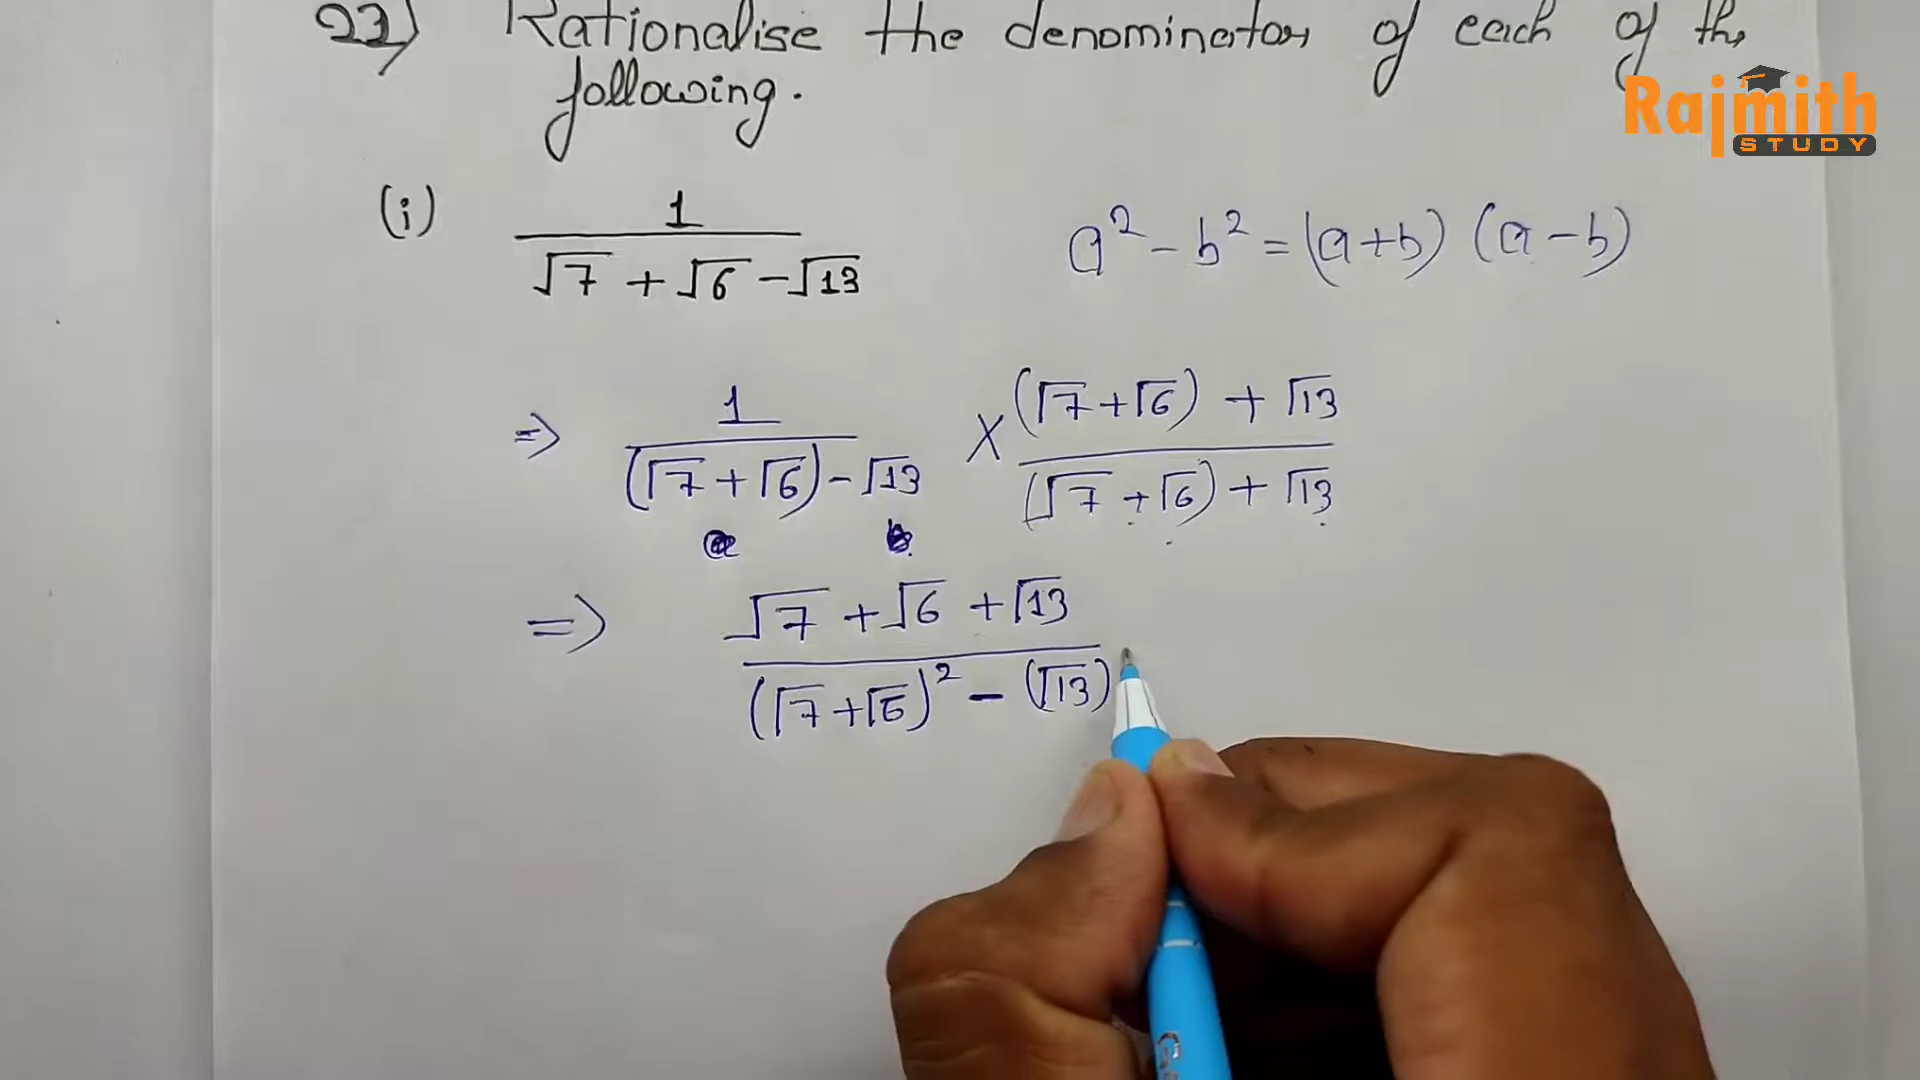 22) Rationalise the denominator of each of the
following.
Rajmith
STUDY
(i) 1 / (√7 + √6 - √13)
a² - b² = (a+b) (a-b)
⇒ 1 / ((√7+√6) - √13) × ((√7+√6) + √13) / ((√7+√6) + √13)
a b
⇒ (√7 + √6 + √13) / ((√7+√6)² - (√13)